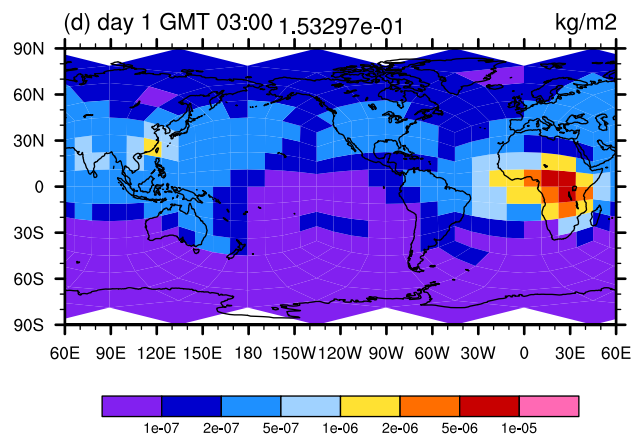 (d) day 1 GMT 03:00 1.53297e-01 kg/m2
90N
60N
30N
0
30S
60S
90S
60E 90E 120E 150E 180 150W 120W 90W 60W 30W 0 30E 60E
1e-07 2e-07 5e-07 1e-06 2e-06 5e-06 1e-05